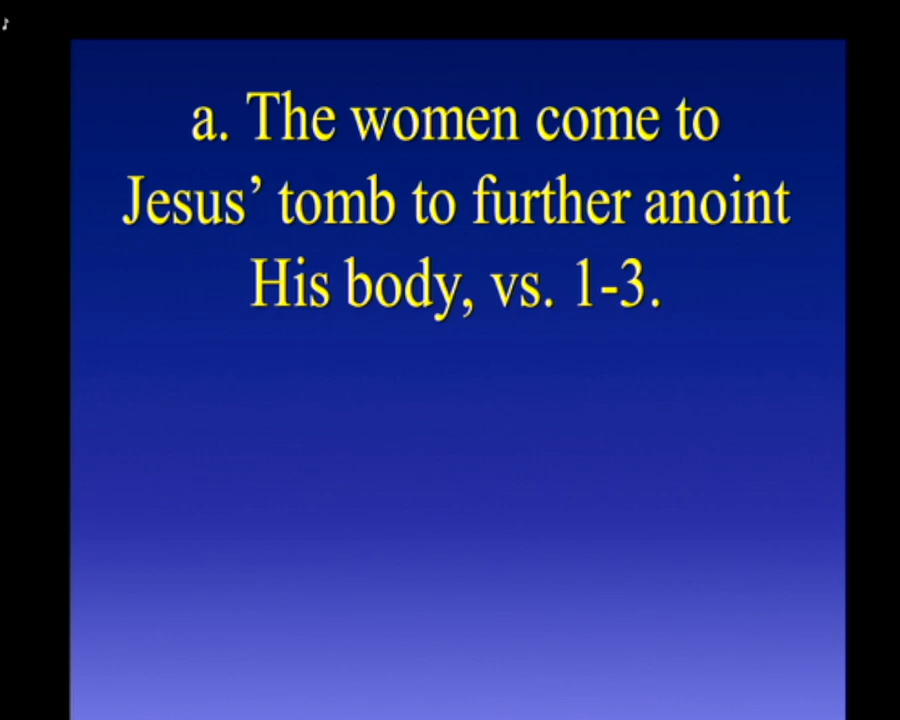 a. The women come to
Jesus’ tomb to further anoint
His body, vs. 1-3.